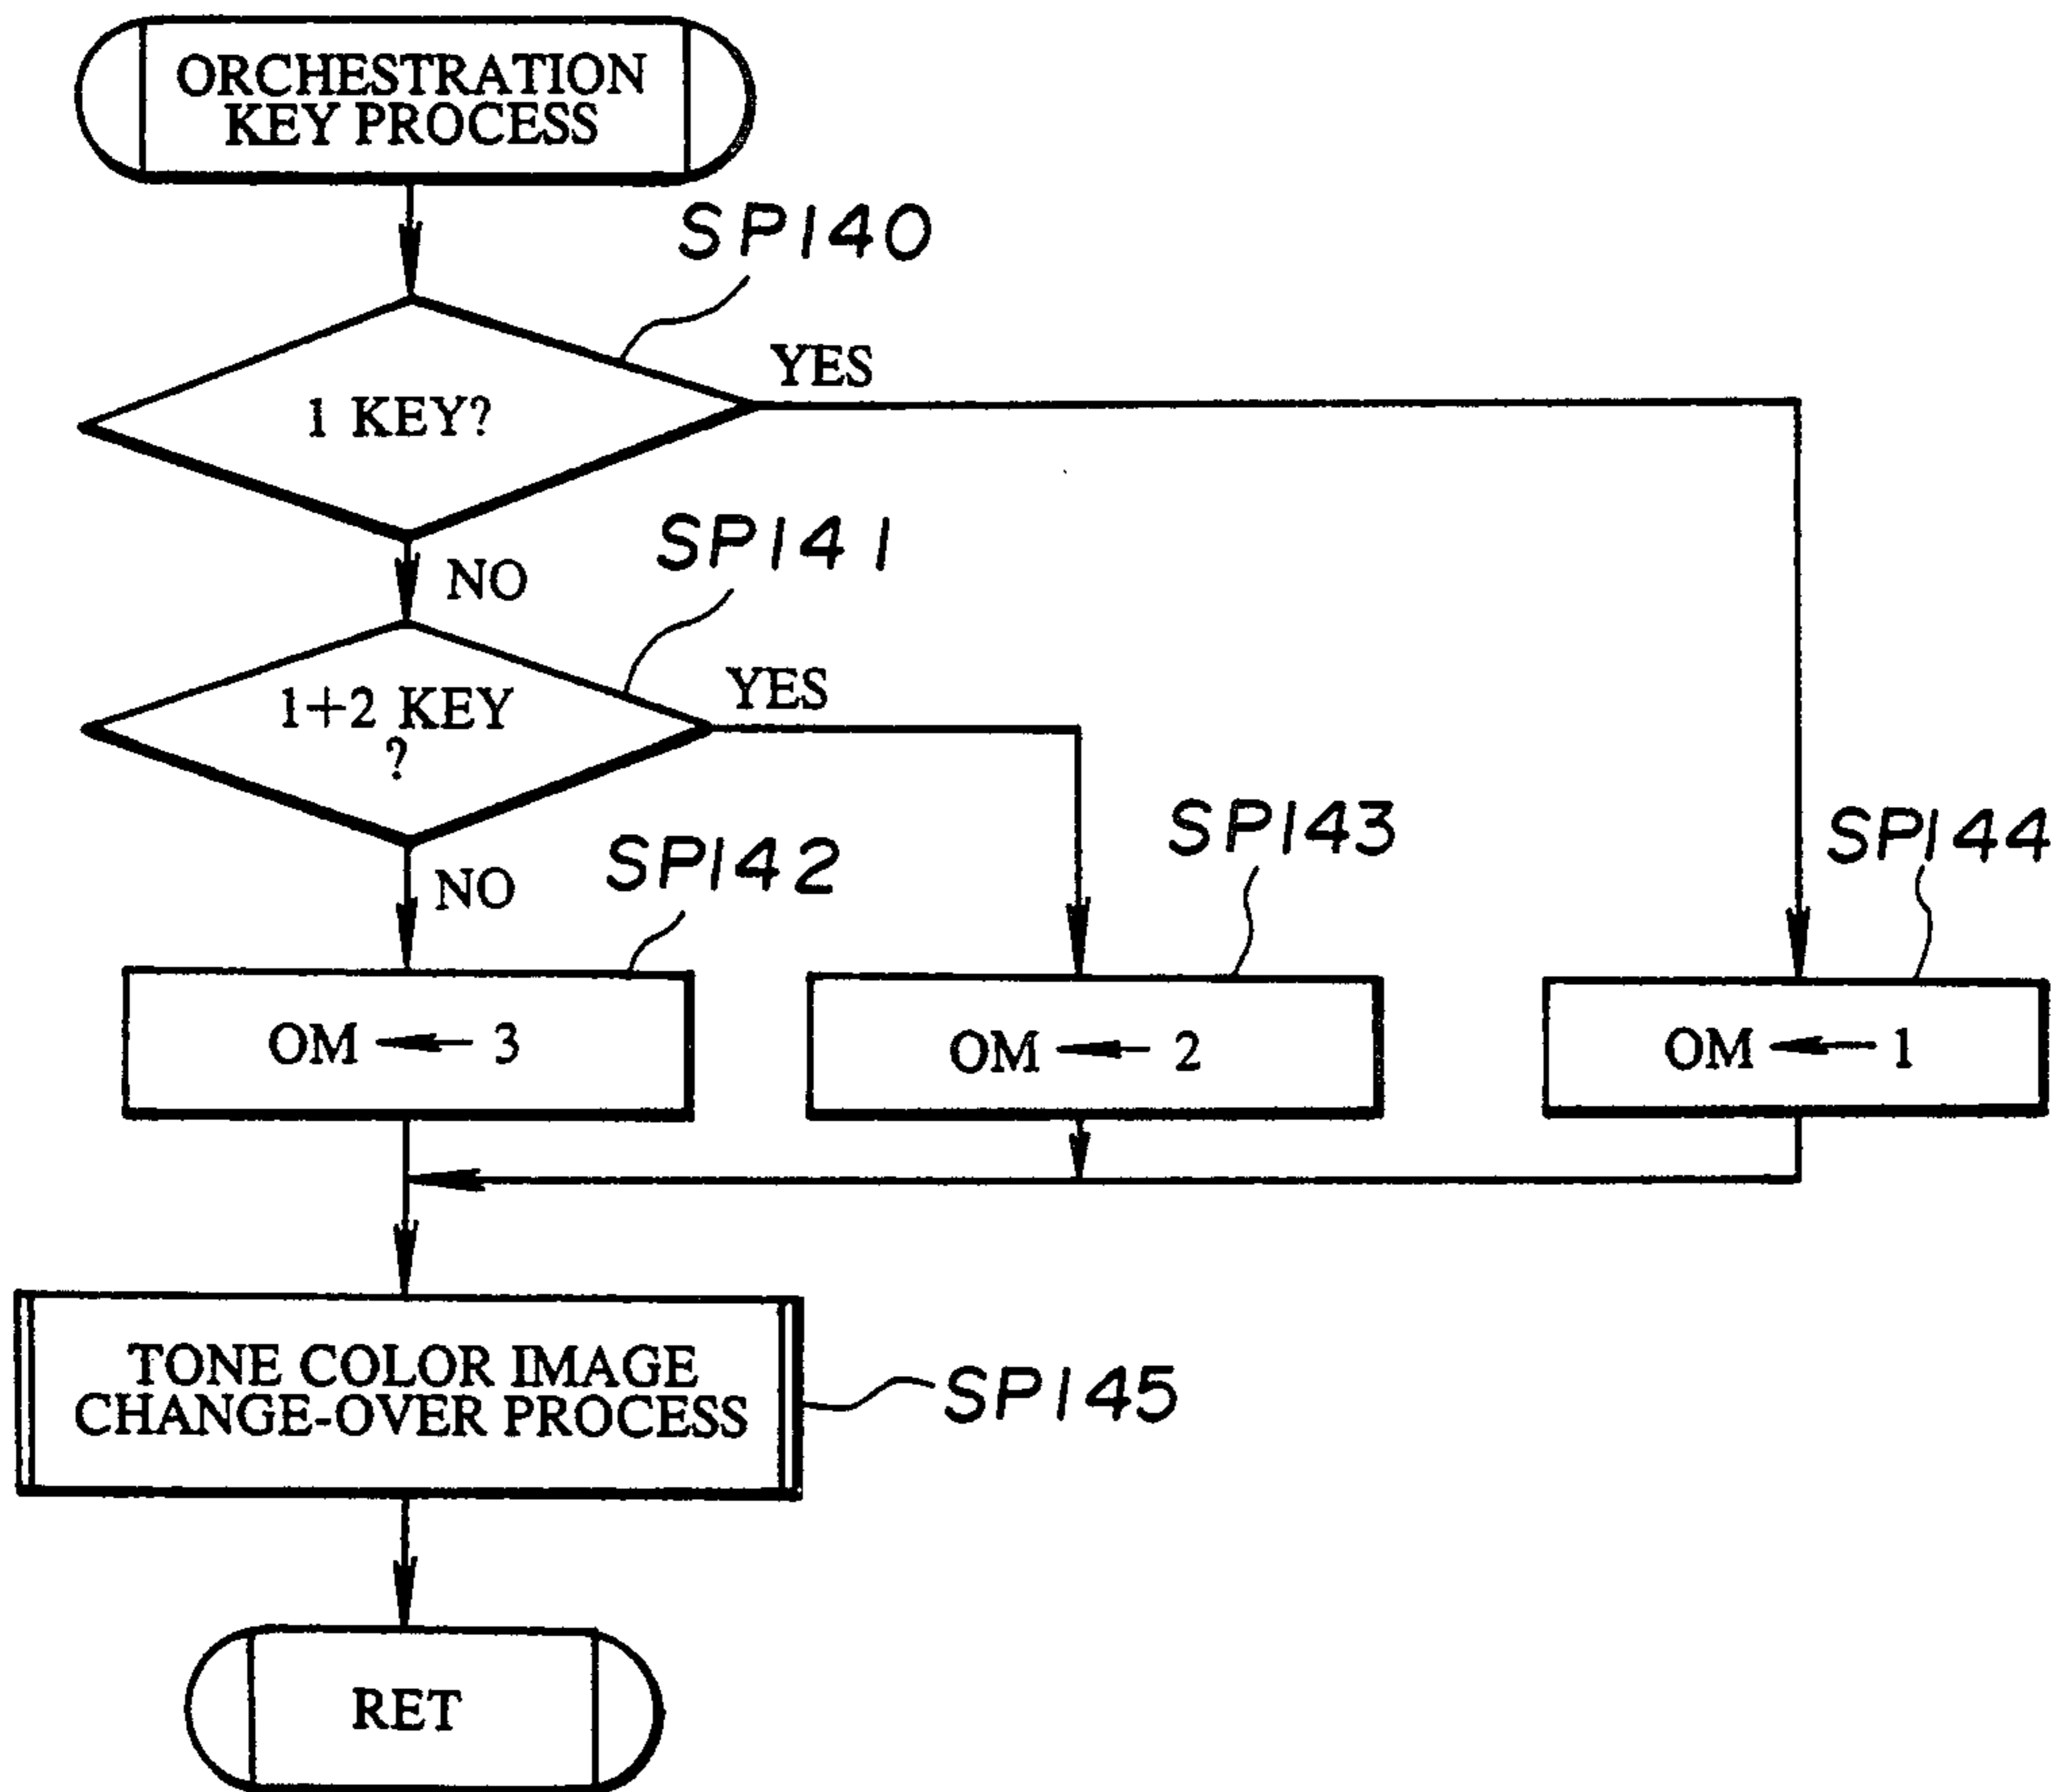 ORCHESTRATION
KEY PROCESS
SP140
1 KEY?
YES
NO
SP141
1+2 KEY
?
YES
NO
SP142
SP143
SP144
OM ← 3
OM ← 2
OM ← 1
TONE COLOR IMAGE
CHANGE-OVER PROCESS
SP145
RET